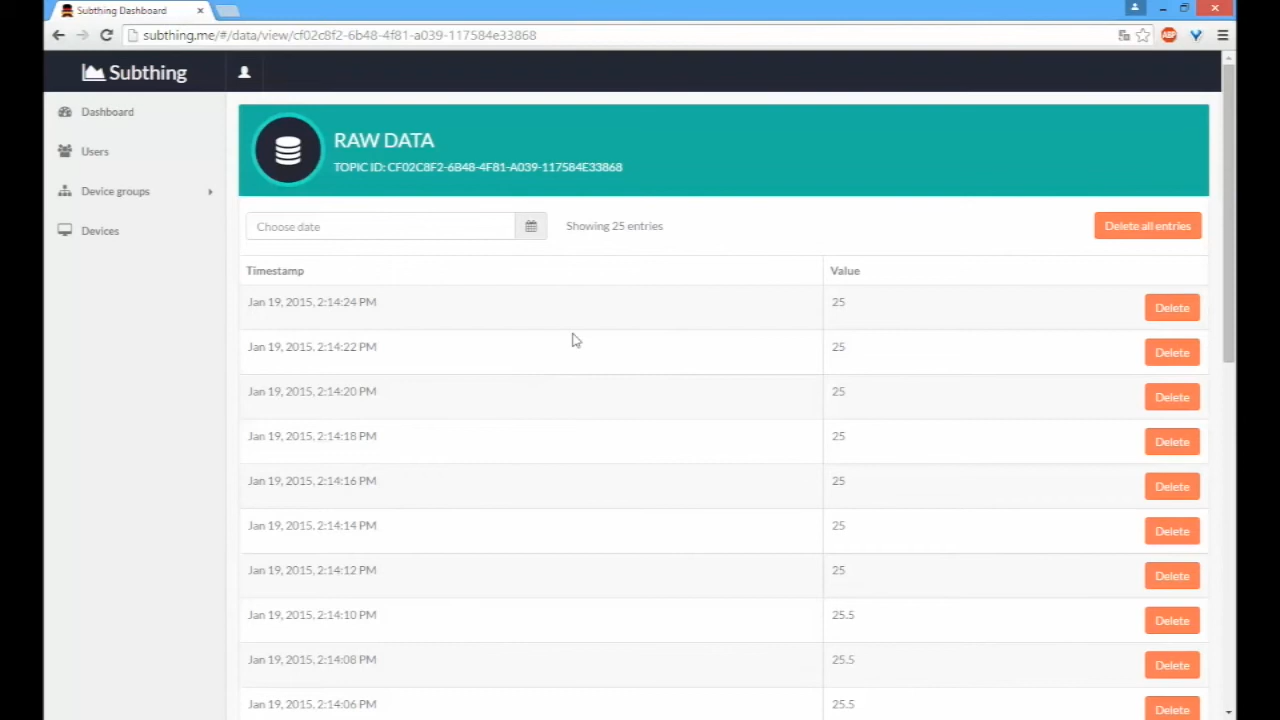 Subthing Dashboard
subthing.me/#/data/view/cf02c8f2-6b48-4f81-a039-117584e33868
ABP
Subthing
Dashboard
Users
Device groups
Devices
RAW DATA
TOPIC ID: CF02C8F2-6B48-4F81-A039-117584E33868
Choose date
Showing 25 entries
Delete all entries
Timestamp Value
Jan 19, 2015, 2:14:24 PM 25 Delete
Jan 19, 2015, 2:14:22 PM 25 Delete
Jan 19, 2015, 2:14:20 PM 25 Delete
Jan 19, 2015, 2:14:18 PM 25 Delete
Jan 19, 2015, 2:14:16 PM 25 Delete
Jan 19, 2015, 2:14:14 PM 25 Delete
Jan 19, 2015, 2:14:12 PM 25 Delete
Jan 19, 2015, 2:14:10 PM 25.5 Delete
Jan 19, 2015, 2:14:08 PM 25.5 Delete
Jan 19, 2015, 2:14:06 PM 25.5 Delete